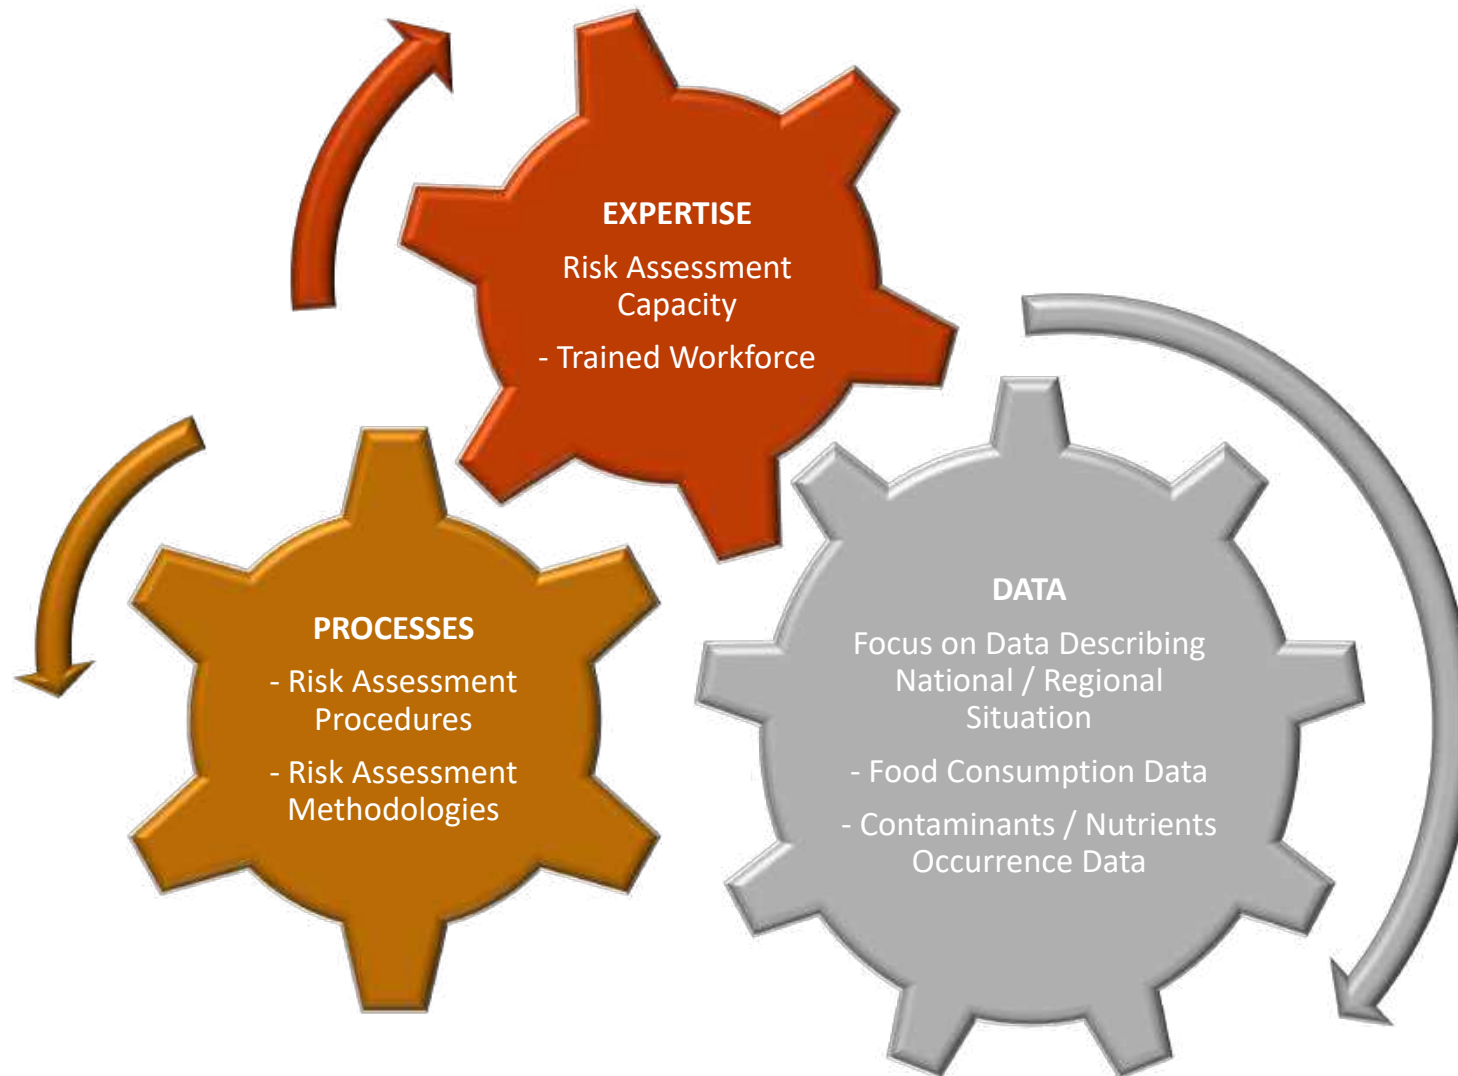 EXPERTISE
Risk Assessment
Capacity
- Trained Workforce
PROCESSES
- Risk Assessment
Procedures
- Risk Assessment
Methodologies
DATA
Focus on Data Describing
National / Regional
Situation
- Food Consumption Data
- Contaminants / Nutrients
Occurrence Data